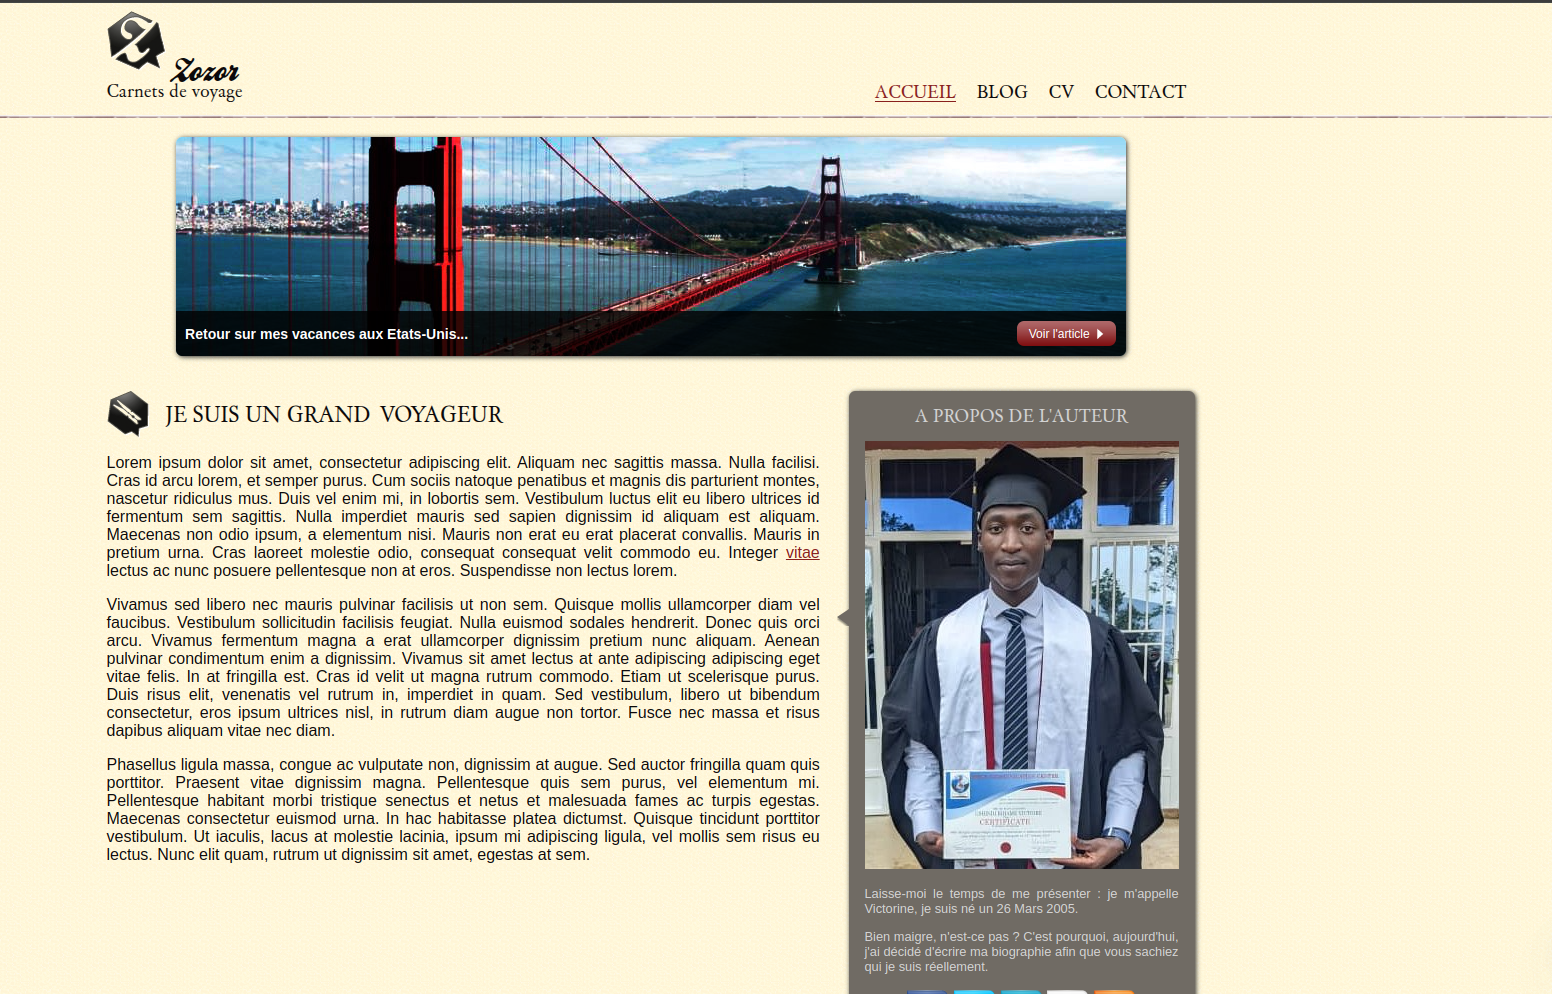 Zozor
Carnets de voyage
ACCUEIL BLOG CV CONTACT
Retour sur mes vacances aux Etats-Unis...
Voir l'article
JE SUIS UN GRAND VOYAGEUR
Lorem ipsum dolor sit amet, consectetur adipiscing elit. Aliquam nec sagittis massa. Nulla facilisi.
Cras id arcu lorem, et semper purus. Cum sociis natoque penatibus et magnis dis parturient montes,
nascetur ridiculus mus. Duis vel enim mi, in lobortis sem. Vestibulum luctus elit eu libero ultrices id
fermentum sem sagittis. Nulla imperdiet mauris sed sapien dignissim id aliquam est aliquam.
Maecenas non odio ipsum, a elementum nisi. Mauris non erat eu erat placerat convallis. Mauris in
pretium urna. Cras laoreet molestie odio, consequat consequat velit commodo eu. Integer vitae
lectus ac nunc posuere pellentesque non at eros. Suspendisse non lectus lorem.
Vivamus sed libero nec mauris pulvinar facilisis ut non sem. Quisque mollis ullamcorper diam vel
faucibus. Vestibulum sollicitudin facilisis feugiat. Nulla euismod sodales hendrerit. Donec quis orci
arcu. Vivamus fermentum magna a erat ullamcorper dignissim pretium nunc aliquam. Aenean
pulvinar condimentum enim a dignissim. Vivamus sit amet lectus at ante adipiscing adipiscing eget
vitae felis. In at fringilla est. Cras id velit ut magna rutrum commodo. Etiam ut scelerisque purus.
Duis risus elit, venenatis vel rutrum in, imperdiet in quam. Sed vestibulum, libero ut bibendum
consectetur, eros ipsum ultrices nisl, in rutrum diam augue non tortor. Fusce nec massa et risus
dapibus aliquam vitae nec diam.
Phasellus ligula massa, congue ac vulputate non, dignissim at augue. Sed auctor fringilla quam quis
porttitor. Praesent vitae dignissim magna. Pellentesque quis sem purus, vel elementum mi.
Pellentesque habitant morbi tristique senectus et netus et malesuada fames ac turpis egestas.
Maecenas consectetur euismod urna. In hac habitasse platea dictumst. Quisque tincidunt porttitor
vestibulum. Ut iaculis, lacus at molestie lacinia, ipsum mi adipiscing ligula, vel mollis sem risus eu
lectus. Nunc elit quam, rutrum ut dignissim sit amet, egestas at sem.
A PROPOS DE L'AUTEUR
CERTIFICATE
Laisse-moi le temps de me présenter : je m'appelle
Victorine, je suis né un 26 Mars 2005.
Bien maigre, n'est-ce pas ? C'est pourquoi, aujourd'hui,
j'ai décidé d'écrire ma biographie afin que vous sachiez
qui je suis réellement.